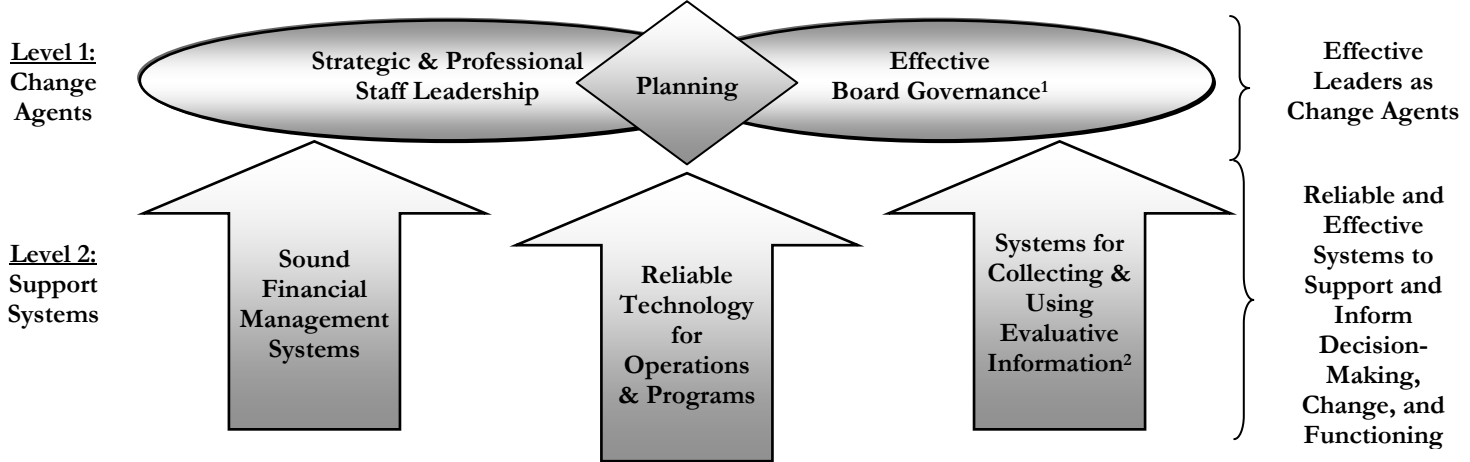 Level 1:
Change
Agents
Strategic & Professional
Staff Leadership
Planning
Effective
Board Governance¹
Effective
Leaders as
Change Agents
Level 2:
Support
Systems
Sound
Financial
Management
Systems
Reliable
Technology
for
Operations
& Programs
Systems for
Collecting &
Using
Evaluative
Information²
Reliable and
Effective
Systems to
Support and
Inform
Decision-
Making,
Change, and
Functioning